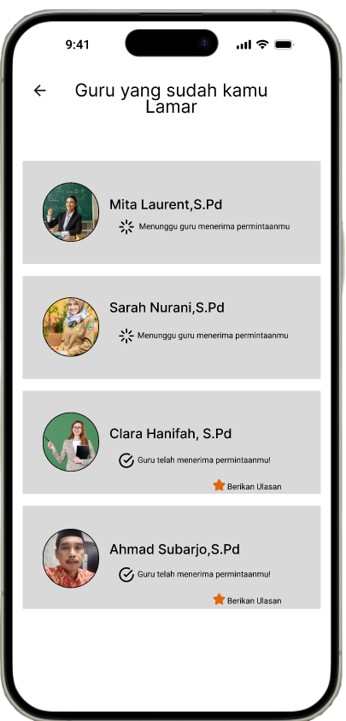 9:41
Guru yang sudah kamu
Lamar
Mita Laurent,S.Pd
Menunggu guru menerima permintaanmu
Sarah Nurani,S.Pd
Menunggu guru menerima permintaanmu
Clara Hanifah, S.Pd
Guru telah menerima permintaanmu!
Berikan Ulasan
Ahmad Subarjo,S.Pd
Guru telah menerima permintaanmu!
Berikan Ulasan